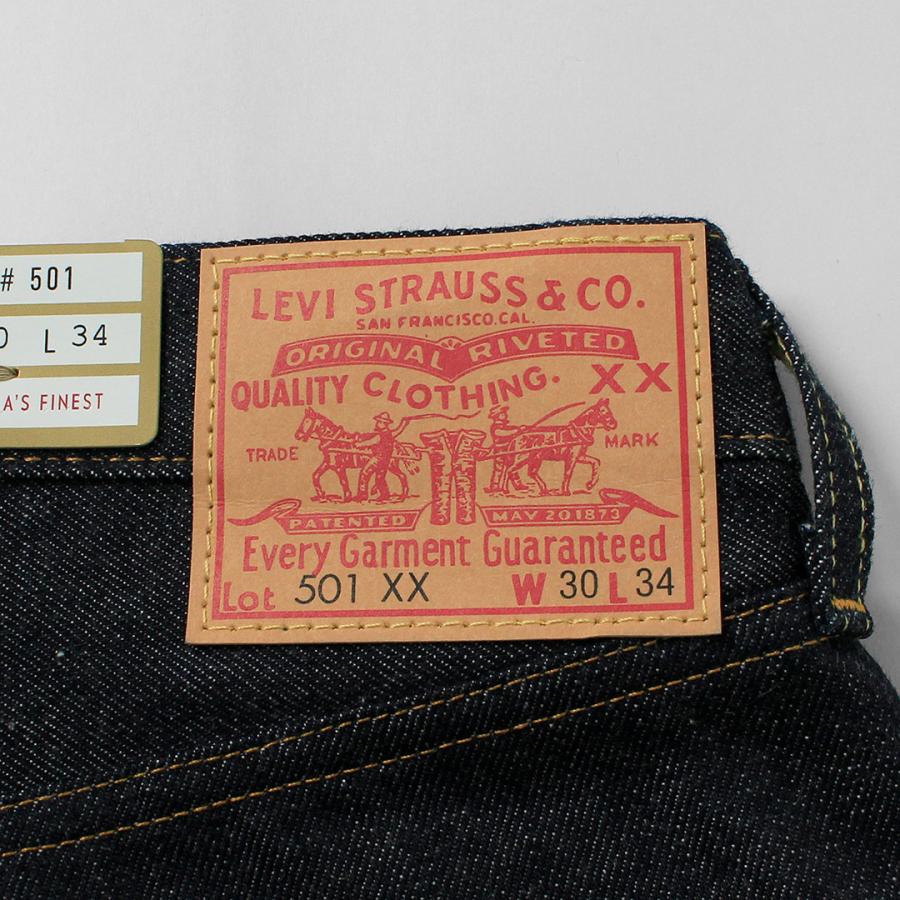 # 501
L 34
A'S FINEST
LEVI STRAUSS & CO.
SAN FRANCISCO.CAL.
ORIGINAL RIVETED
QUALITY CLOTHING. XX
TRADE MARK
PATENTED MAY 20 1873
Every Garment Guaranteed
Lot 501 XX W 30 L 34